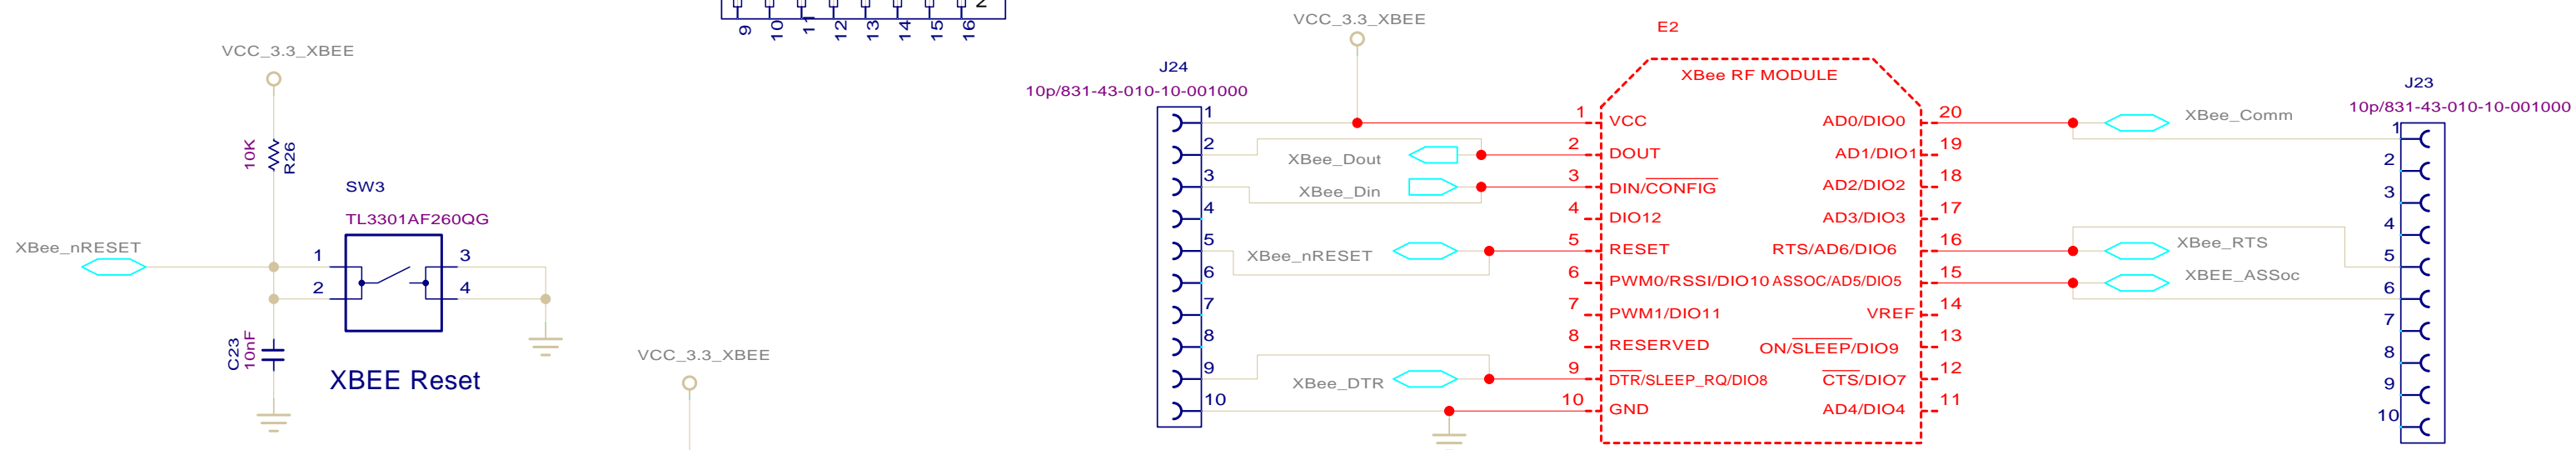 2
9
10
11
12
13
14
15
16
VCC_3.3_XBEE
10K
R26
SW3
TL3301AF260QG
XBee_nRESET
1
2
3
4
C23
10nF
XBEE Reset
VCC_3.3_XBEE
VCC_3.3_XBEE
J24
10p/831-43-010-10-001000
1
2
3
4
5
6
7
8
9
10
XBee_Dout
XBee_Din
XBee_nRESET
XBee_DTR
E2
XBee RF MODULE
1
VCC
AD0/DIO0
20
2
DOUT
AD1/DIO1
19
3
DIN/CONFIG
AD2/DIO2
18
4
DIO12
AD3/DIO3
17
5
RESET
RTS/AD6/DIO6
16
6
PWM0/RSSI/DIO10
ASSOC/AD5/DIO5
15
7
PWM1/DIO11
VREF
14
8
RESERVED
ON/SLEEP/DIO9
13
9
DTR/SLEEP_RQ/DIO8
CTS/DIO7
12
10
GND
AD4/DIO4
11
XBee_Comm
XBee_RTS
XBEE_ASSoc
J23
10p/831-43-010-10-001000
1
2
3
4
5
6
7
8
9
10